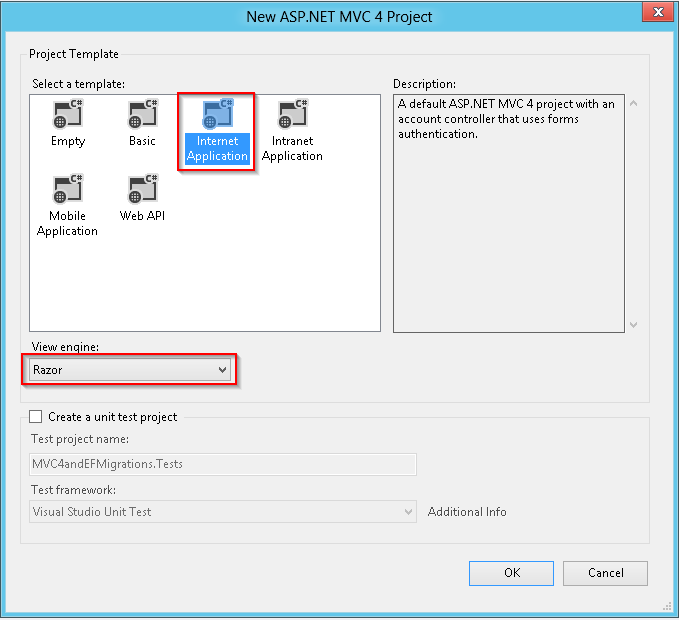 New ASP.NET MVC 4 Project
Project Template
Select a template:
Description:
C# C# C# C#
Empty Basic Internet Application Intranet Application
C# C#
Mobile Application Web API
A default ASP.NET MVC 4 project with an
account controller that uses forms
authentication.
View engine:
Razor
Create a unit test project
Test project name:
MVC4andEFMigrations.Tests
Test framework:
Visual Studio Unit Test
Additional Info
OK Cancel